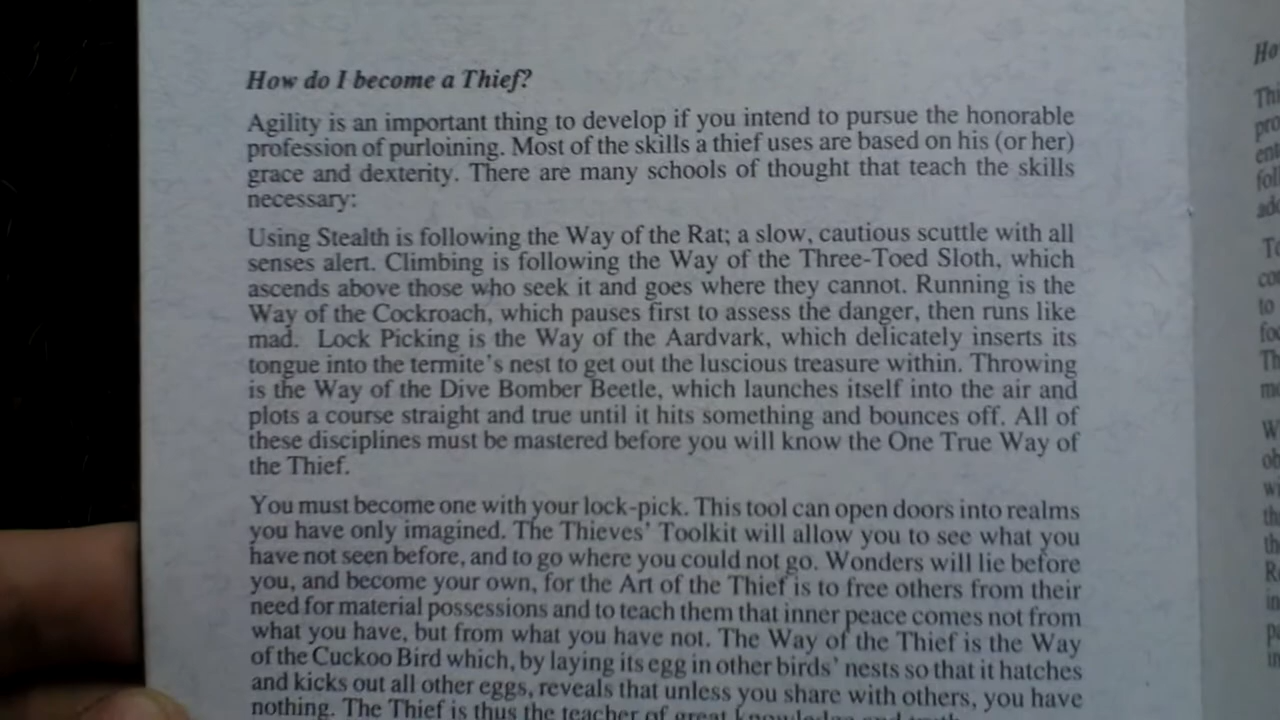 How do I become a Thief?
Agility is an important thing to develop if you intend to pursue the honorable
profession of purloining. Most of the skills a thief uses are based on his (or her)
grace and dexterity. There are many schools of thought that teach the skills
necessary:
Using Stealth is following the Way of the Rat; a slow, cautious scuttle with all
senses alert. Climbing is following the Way of the Three-Toed Sloth, which
ascends above those who seek it and goes where they cannot. Running is the
Way of the Cockroach, which pauses first to assess the danger, then runs like
mad. Lock Picking is the Way of the Aardvark, which delicately inserts its
tongue into the termite's nest to get out the luscious treasure within. Throwing
is the Way of the Dive Bomber Beetle, which launches itself into the air and
plots a course straight and true until it hits something and bounces off. All of
these disciplines must be mastered before you will know the One True Way of
the Thief.
You must become one with your lock-pick. This tool can open doors into realms
you have only imagined. The Thieves' Toolkit will allow you to see what you
have not seen before, and to go where you could not go. Wonders will lie before
you, and become your own, for the Art of the Thief is to free others from their
need for material possessions and to teach them that inner peace comes not from
what you have, but from what you have not. The Way of the Thief is the Way
of the Cuckoo Bird which, by laying its egg in other birds' nests so that it hatches
and kicks out all other eggs, reveals that unless you share with others, you have
nothing. The Thief is thus the teacher of great knowledge and truth.